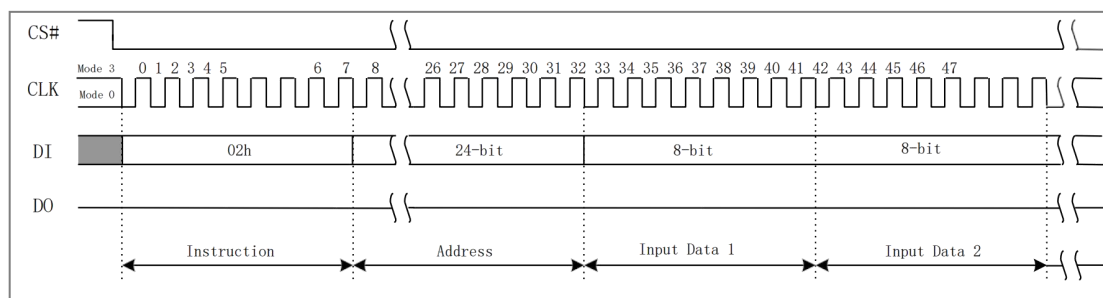 CS#
Mode 3 0 1 2 3 4 5 6 7 8 26 27 28 29 30 31 32 33 34 35 36 37 38 39 40 41 42 43 44 45 46 47
CLK
Mode 0
DI 02h 24-bit 8-bit 8-bit
DO
Instruction Address Input Data 1 Input Data 2